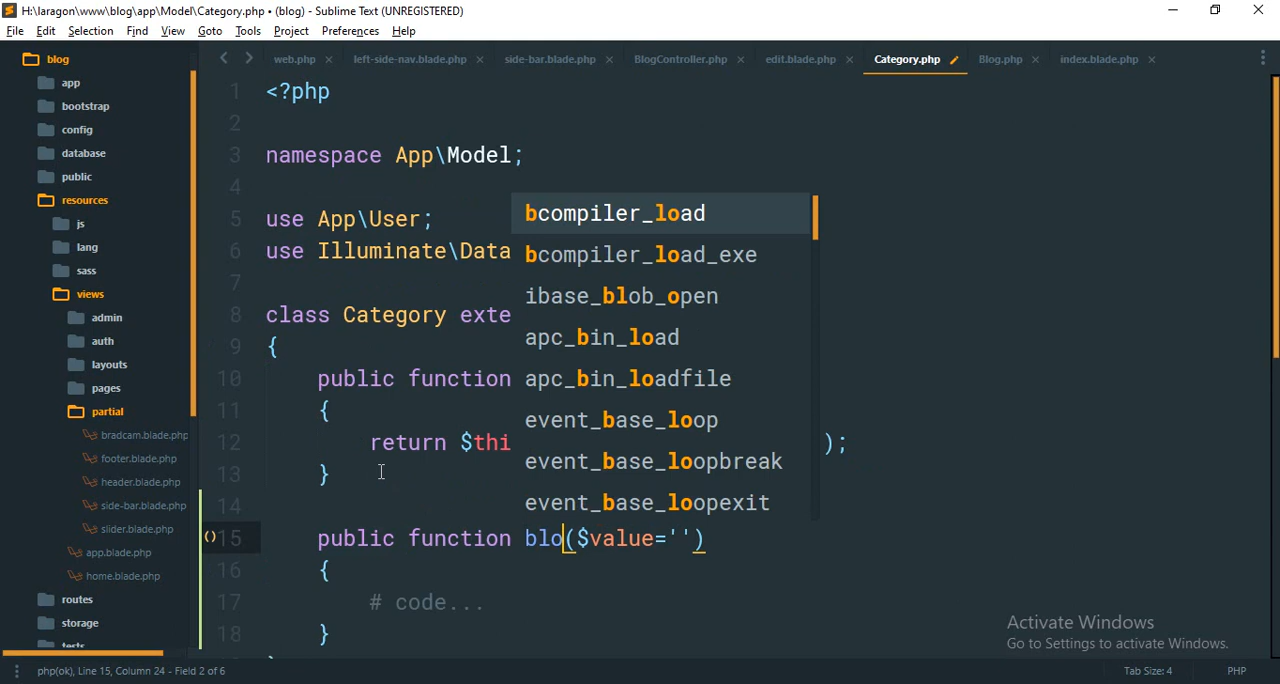 H:\laragon\www\blog\app\Model\Category.php • (blog) - Sublime Text (UNREGISTERED)
File Edit Selection Find View Goto Tools Project Preferences Help
web.php × left-side-nav.blade.php × side-bar.blade.php × BlogController.php × edit.blade.php × Category.php Blog.php × index.blade.php ×
blog
app
bootstrap
config
database
public
resources
js
lang
sass
views
admin
auth
layouts
pages
partial
bradcam.blade.php
footer.blade.php
header.blade.php
side-bar.blade.php
slider.blade.php
app.blade.php
home.blade.php
routes
storage
tests
1 <?php
2
3 namespace App\Model;
4
5 use App\User;
6 use Illuminate\Data
7
8 class Category exte
9 {
10 public function
11 {
12 return $thi );
13 }
14
15 public function blo($value='')
16 {
17 # code...
18 }
bcompiler_load
bcompiler_load_exe
ibase_blob_open
apc_bin_load
apc_bin_loadfile
event_base_loop
event_base_loopbreak
event_base_loopexit
Activate Windows
Go to Settings to activate Windows.
php(ok), Line 15, Column 24 - Field 2 of 6 Tab Size: 4 PHP